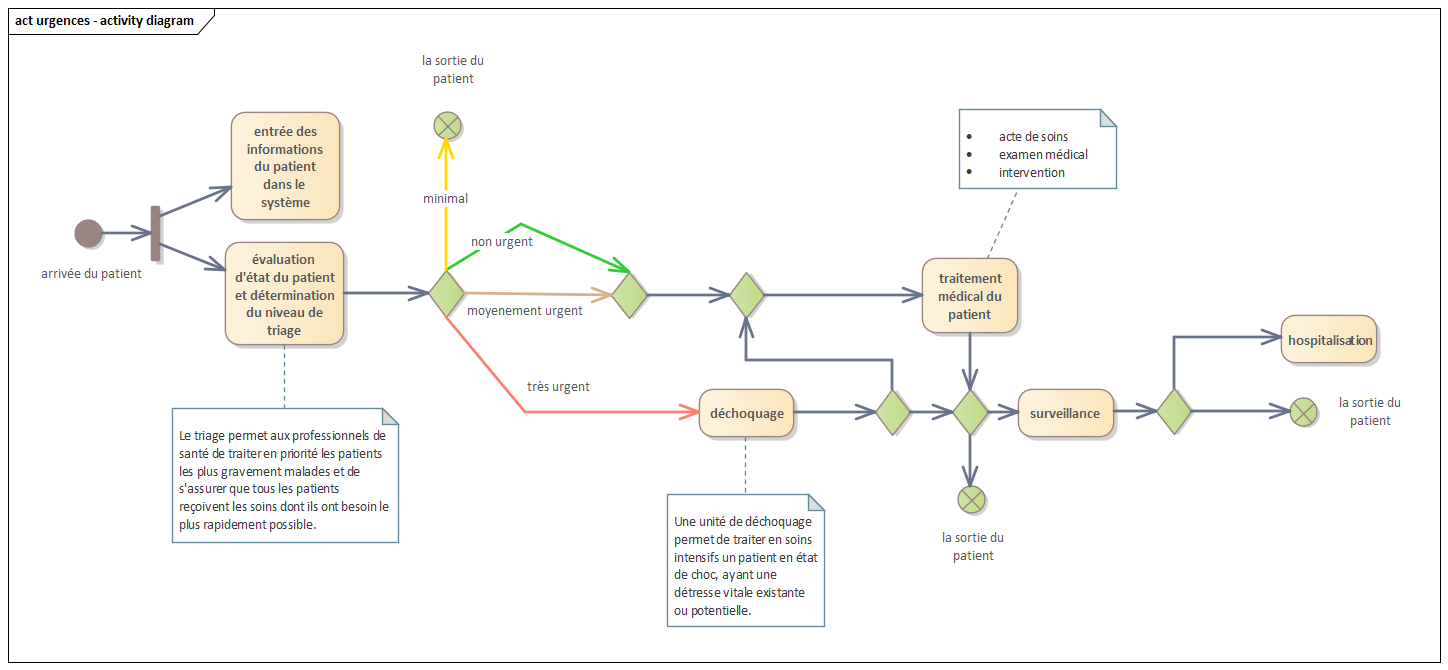 act urgences - activity diagram
la sortie du
patient
entrée des
informations
du patient
dans le
système
arrivée du patient
évaluation
d'état du patient
et détermination
du niveau de
triage
minimal
non urgent
moyenement urgent
très urgent
• acte de soins
• examen médical
• intervention
traitement
médical du
patient
hospitalisation
déchoquage
surveillance
la sortie du
patient
la sortie du
patient
Le triage permet aux professionnels de
santé de traiter en priorité les patients
les plus gravement malades et de
s'assurer que tous les patients
reçoivent les soins dont ils ont besoin le
plus rapidement possible.
Une unité de déchoquage
permet de traiter en soins
intensifs un patient en état
de choc, ayant une
détresse vitale existante
ou potentielle.